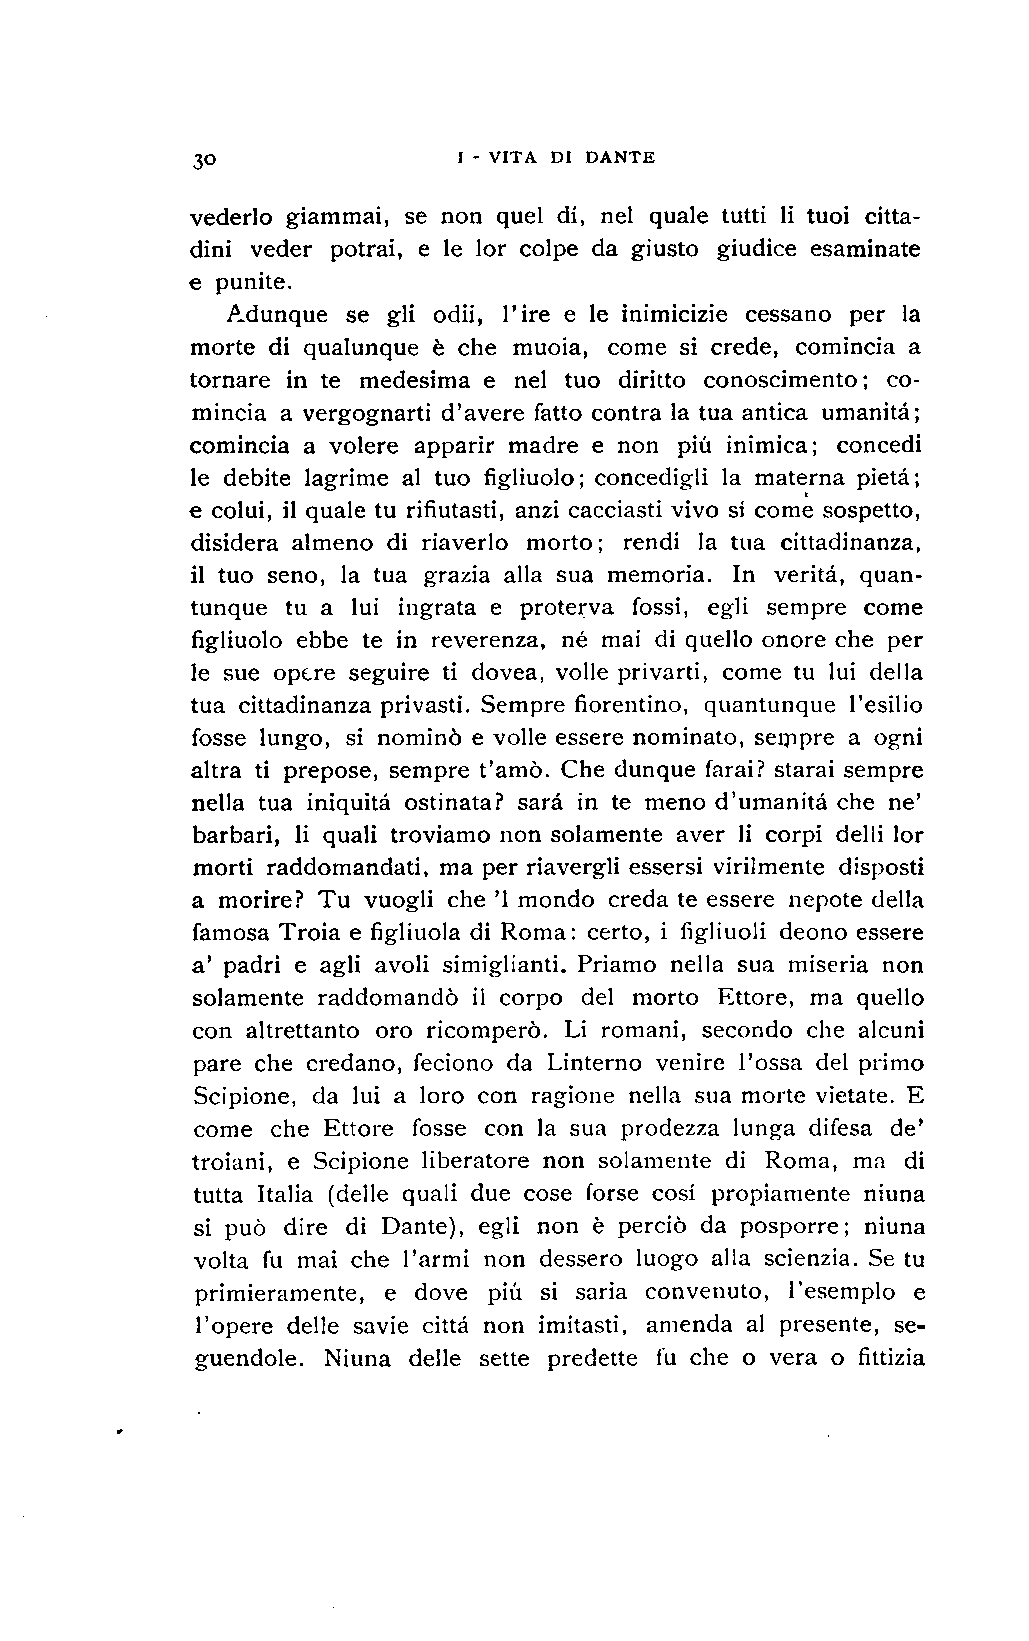 30 I - VITA DI DANTE
vederlo giammai, se non quel dí, nel quale tutti li tuoi citta-
dini veder potrai, e le lor colpe da giusto giudice esaminate
e punite.
Adunque se gli odii, l'ire e le inimicizie cessano per la
morte di qualunque è che muoia, come si crede, comincia a
tornare in te medesima e nel tuo diritto conoscimento; co-
mincia a vergognarti d'avere fatto contra la tua antica umanitá;
comincia a volere apparir madre e non piú inimica; concedi
le debite lagrime al tuo figliuolo; concedigli la materna pietá;
e colui, il quale tu rifiutasti, anzi cacciasti vivo sí come sospetto,
disidera almeno di riaverlo morto; rendi la tua cittadinanza,
il tuo seno, la tua grazia alla sua memoria. In veritá, quan-
tunque tu a lui ingrata e proterva fossi, egli sempre come
figliuolo ebbe te in reverenza, né mai di quello onore che per
le sue opere seguire ti dovea, volle privarti, come tu lui della
tua cittadinanza privasti. Sempre fiorentino, quantunque l'esilio
fosse lungo, si nominò e volle essere nominato, sempre a ogni
altra ti prepose, sempre t'amò. Che dunque farai? starai sempre
nella tua iniquitá ostinata? sará in te meno d'umanitá che ne'
barbari, li quali troviamo non solamente aver li corpi delli lor
morti raddomandati, ma per riavergli essersi virilmente disposti
a morire? Tu vuogli che 'l mondo creda te essere nepote della
famosa Troia e figliuola di Roma: certo, i figliuoli deono essere
a' padri e agli avoli simiglianti. Priamo nella sua miseria non
solamente raddomandò il corpo del morto Ettore, ma quello
con altrettanto oro ricomperò. Li romani, secondo che alcuni
pare che credano, feciono da Linterno venire l'ossa del primo
Scipione, da lui a loro con ragione nella sua morte vietate. E
come che Ettore fosse con la sua prodezza lunga difesa de'
troiani, e Scipione liberatore non solamente di Roma, ma di
tutta Italia (delle quali due cose forse cosí propiamente niuna
si può dire di Dante), egli non è perciò da posporre; niuna
volta fu mai che l'armi non dessero luogo alla scienzia. Se tu
primieramente, e dove piú si saria convenuto, l'esemplo e
l'opere delle savie cittá non imitasti, amenda al presente, se-
guendole. Niuna delle sette predette fu che o vera o fittizia